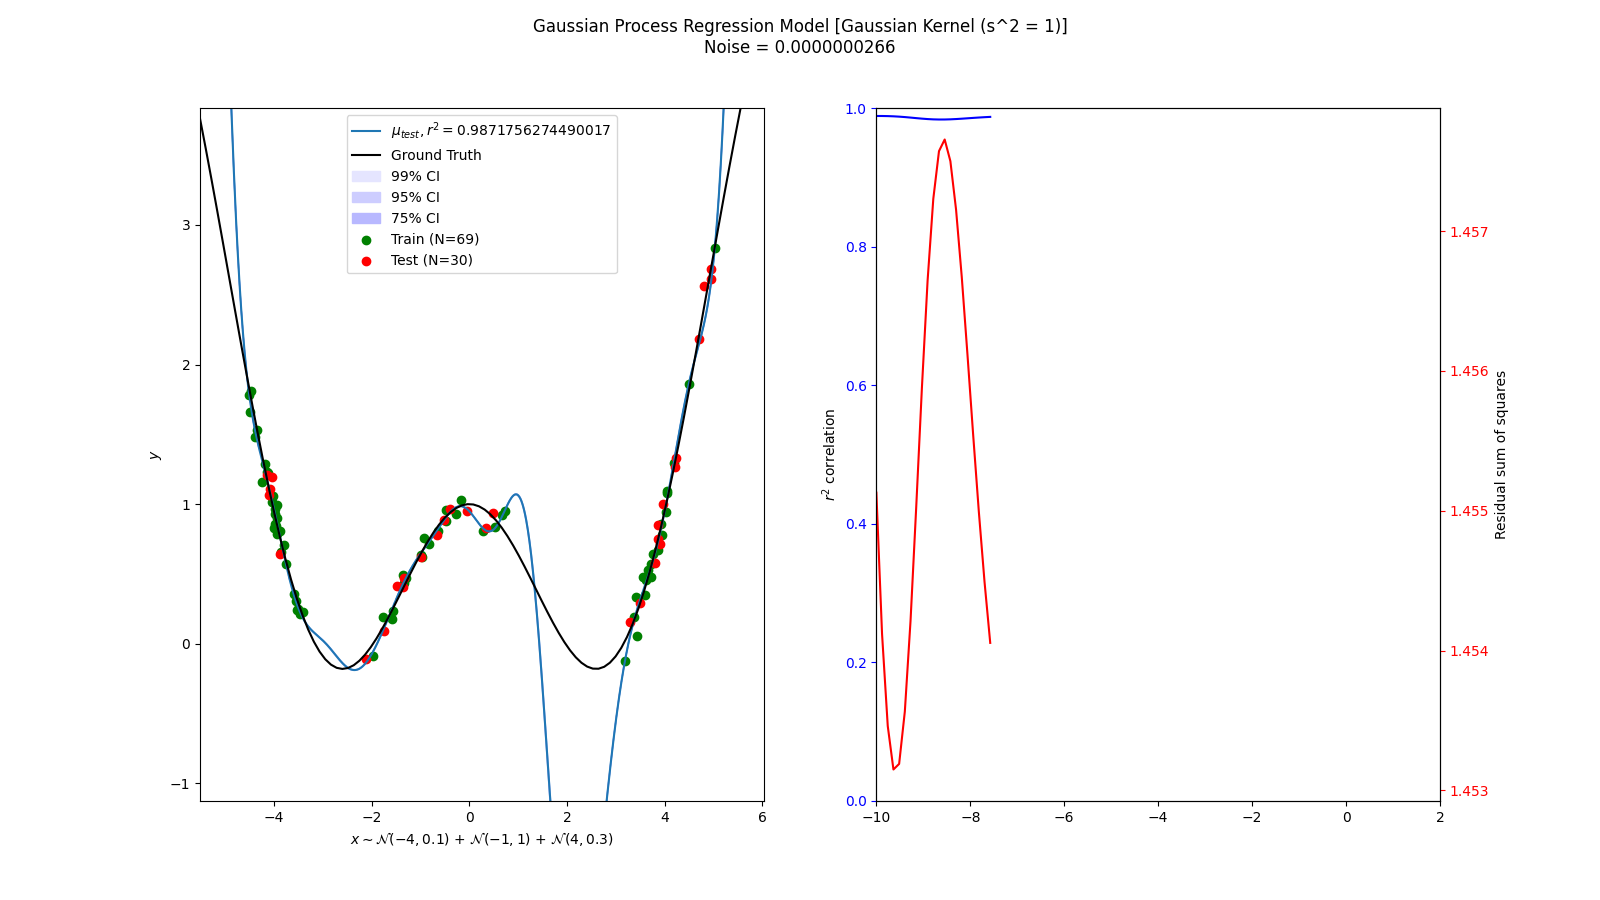 Gaussian Process Regression Model [Gaussian Kernel (s^2 = 1)]
Noise = 0.0000000266
μ_test, r² = 0.9871756274490017
Ground Truth
99% CI
95% CI
75% CI
Train (N=69)
Test (N=30)
y
3
2
1
0
−1
−4 −2 0 2 4 6
x ~ 𝒩(−4, 0.1) + 𝒩(−1, 1) + 𝒩(4, 0.3)
r² correlation
1.0
0.8
0.6
0.4
0.2
0.0
−10 −8 −6 −4 −2 0 2
1.457
1.456
1.455
1.454
1.453
Residual sum of squares